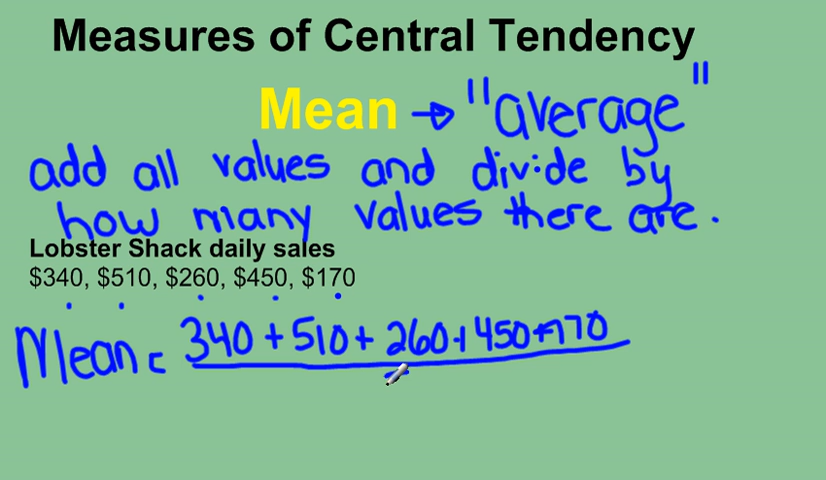 Measures of Central Tendency
Mean → "average"
add all values and divide by
how many values there are.
Lobster Shack daily sales
$340, $510, $260, $450, $170
Mean = 340 + 510 + 260 + 450 + 170